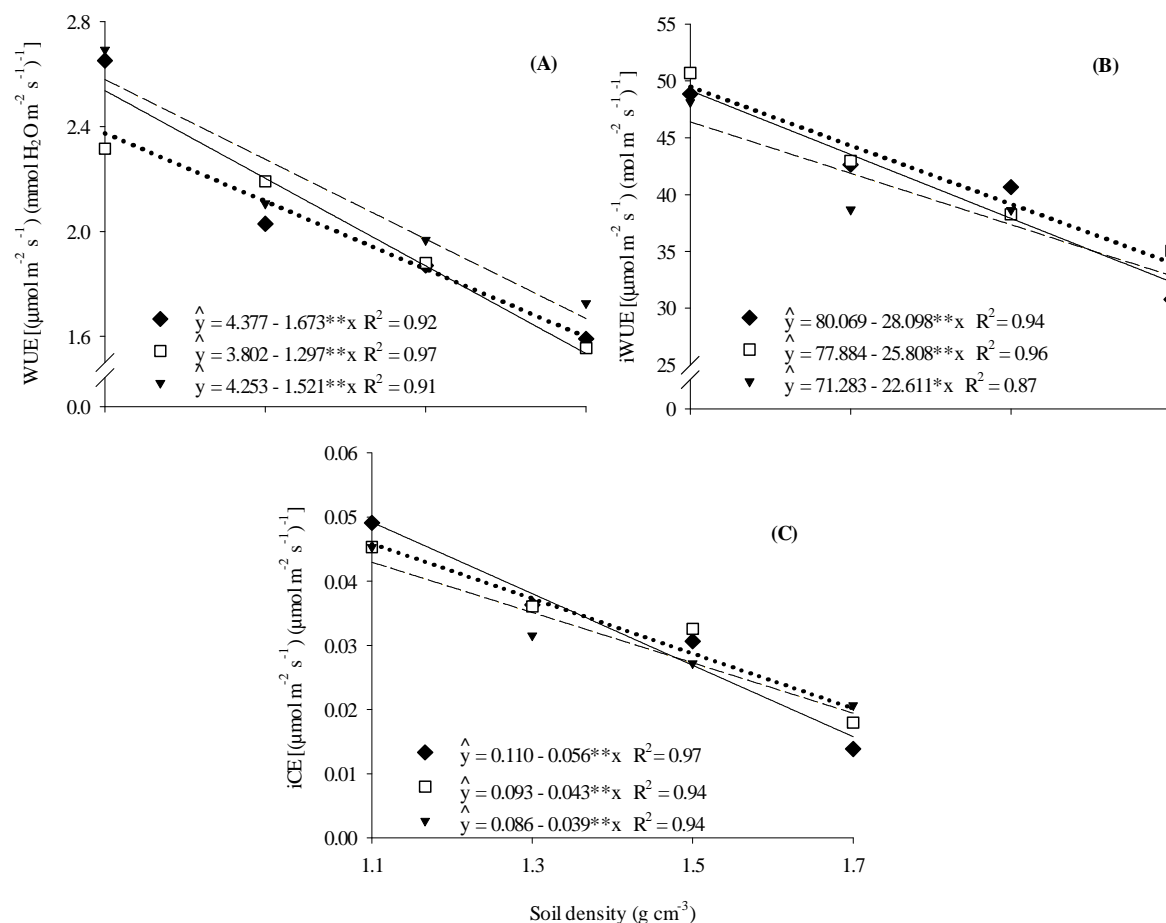 (A)
WUE [(µmol m⁻² s⁻¹) (mmol H₂O m⁻² s⁻¹)⁻¹]
2.8
2.4
2.0
1.6
0.0
ŷ = 4.377 - 1.673**x R² = 0.92
ŷ = 3.802 - 1.297**x R² = 0.97
ŷ = 4.253 - 1.521**x R² = 0.91
(B)
iWUE [(µmol m⁻² s⁻¹) (mol m⁻² s⁻¹)⁻¹]
55
50
45
40
35
30
25
0
ŷ = 80.069 - 28.098**x R² = 0.94
ŷ = 77.884 - 25.808**x R² = 0.96
ŷ = 71.283 - 22.611*x R² = 0.87
(C)
iCE [(µmol m⁻² s⁻¹) (µmol m⁻² s⁻¹)⁻¹]
0.06
0.05
0.04
0.03
0.02
0.01
0.00
ŷ = 0.110 - 0.056**x R² = 0.97
ŷ = 0.093 - 0.043**x R² = 0.94
ŷ = 0.086 - 0.039**x R² = 0.94
1.1 1.3 1.5 1.7
Soil density (g cm⁻³)